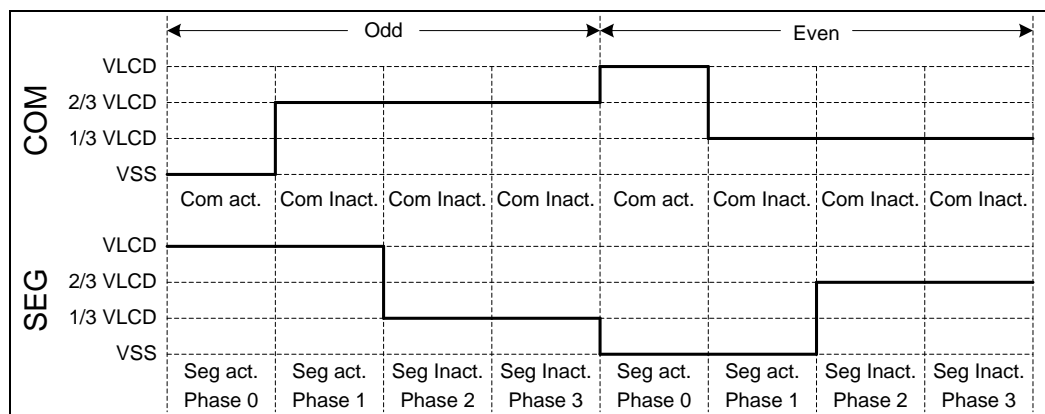 Odd Even
COM
VLCD
2/3 VLCD
1/3 VLCD
VSS
Com act. Com Inact. Com Inact. Com Inact. Com act. Com Inact. Com Inact. Com Inact.
SEG
VLCD
2/3 VLCD
1/3 VLCD
VSS
Seg act. Seg act. Seg Inact. Seg Inact. Seg act. Seg act. Seg Inact. Seg Inact.
Phase 0 Phase 1 Phase 2 Phase 3 Phase 0 Phase 1 Phase 2 Phase 3